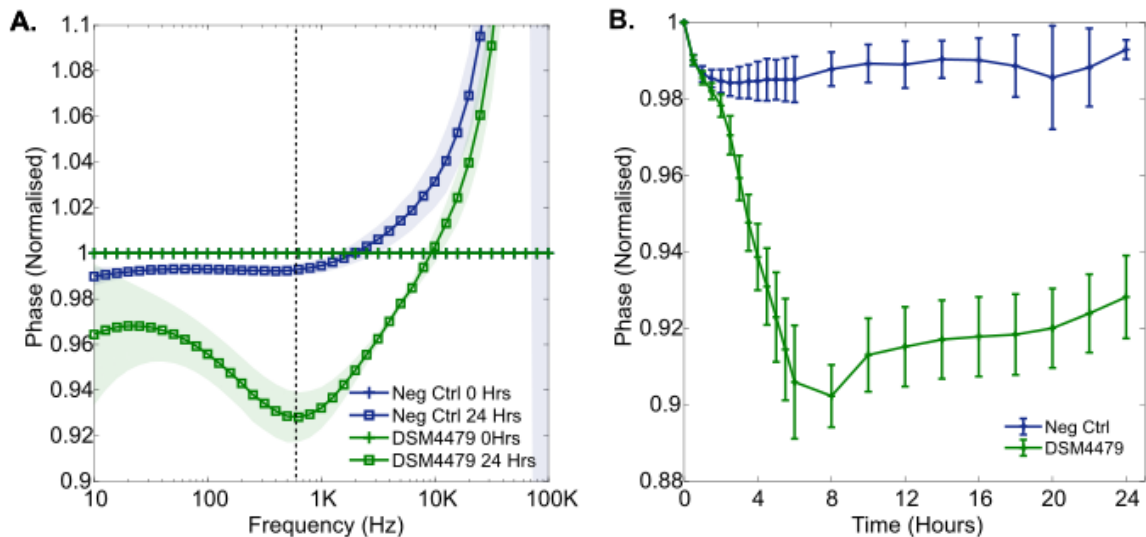 A.
Phase (Normalised)
1.1
1.08
1.06
1.04
1.02
1
0.98
0.96
0.94
0.92
0.9
10
100
1K
10K
100K
Frequency (Hz)
Neg Ctrl 0 Hrs
Neg Ctrl 24 Hrs
DSM4479 0Hrs
DSM4479 24 Hrs
B.
Phase (Normalised)
1
0.98
0.96
0.94
0.92
0.9
0.88
0
4
8
12
16
20
24
Time (Hours)
Neg Ctrl
DSM4479